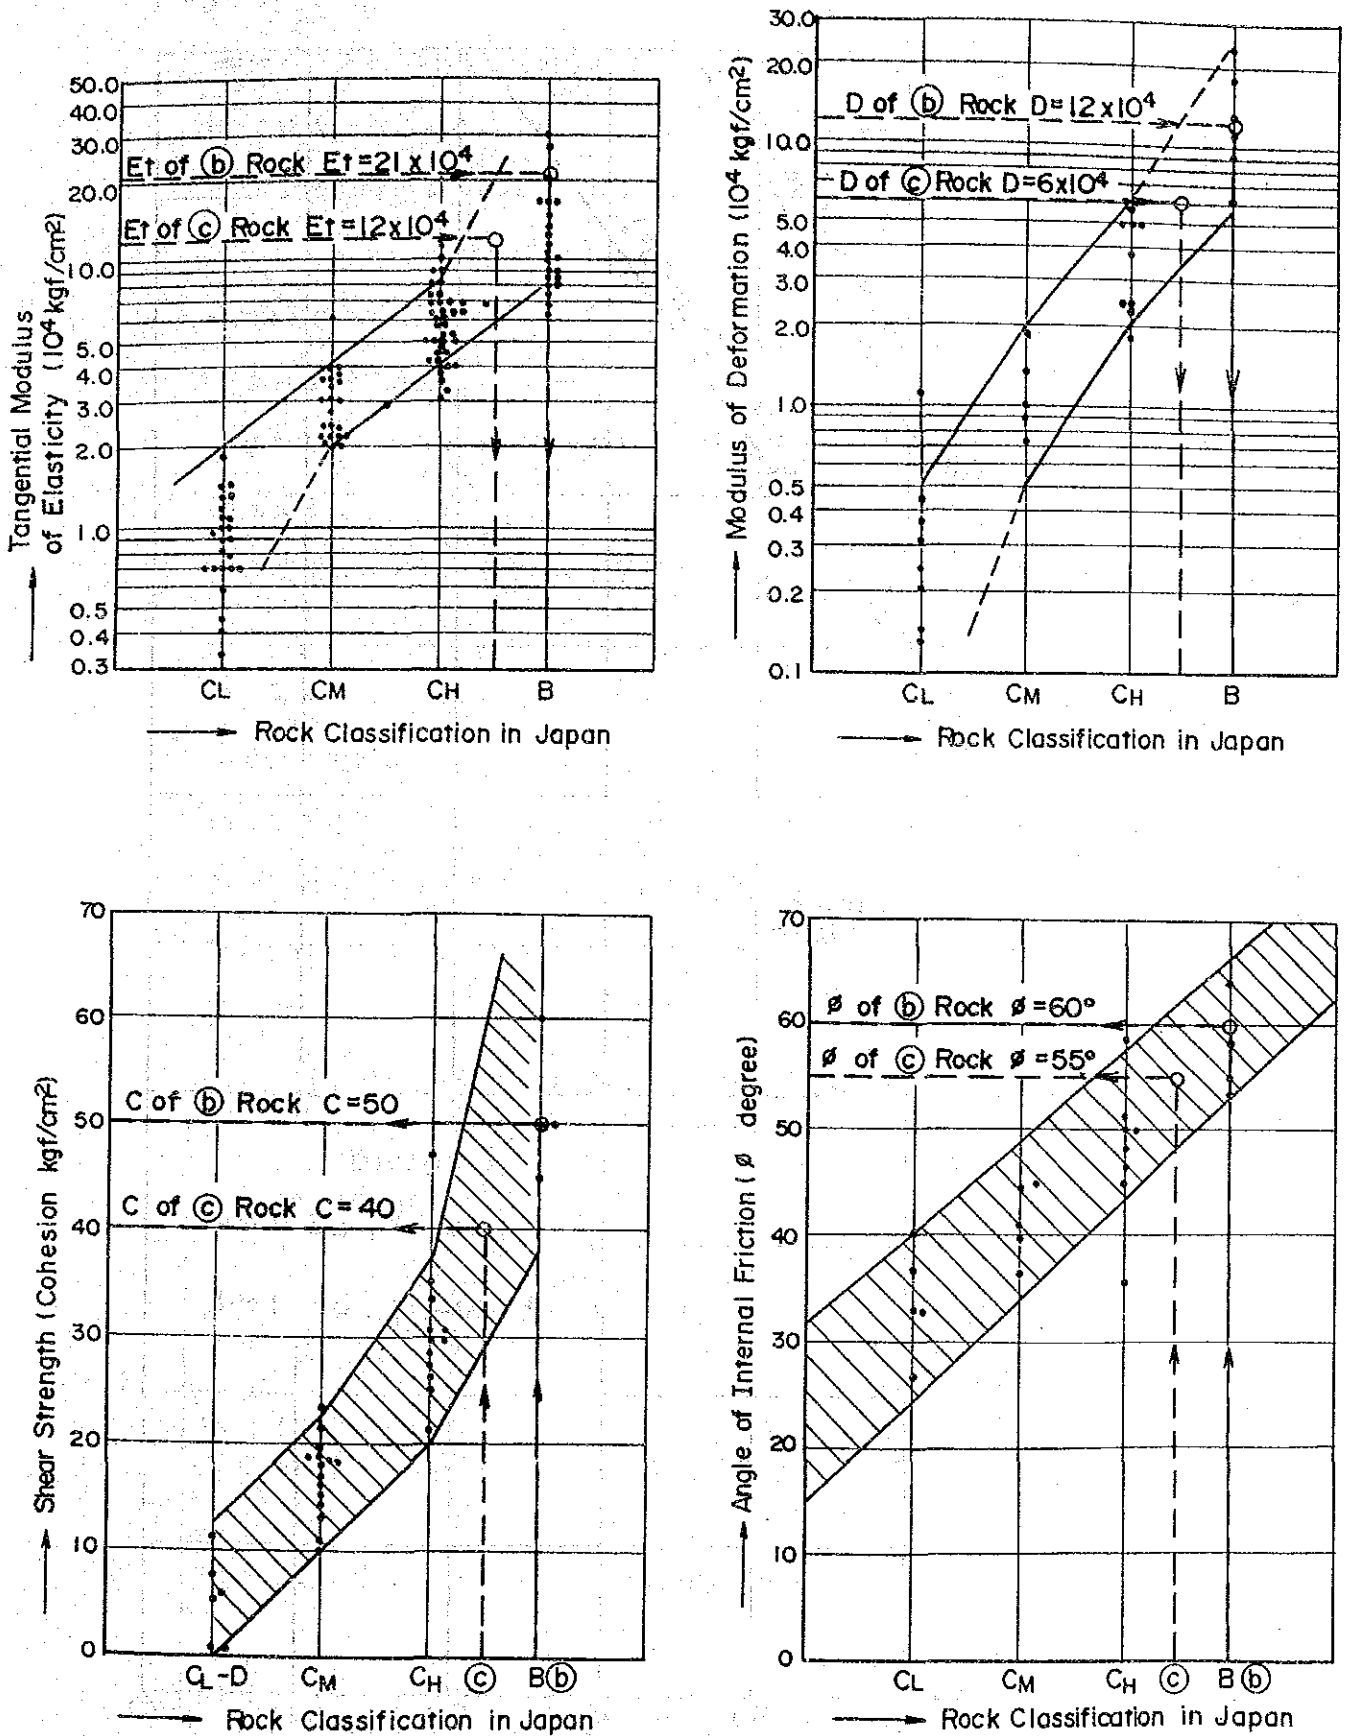 50.0
40.0
30.0
20.0
10.0
5.0
4.0
3.0
2.0
1.0
0.5
0.4
0.3
Tangential Modulus
of Elasticity (10⁴ kgf/cm²)
Et of ⓑ Rock Et=21x10⁴
Et of ⓒ Rock Et=12x10⁴
CL CM CH B
Rock Classification in Japan
30.0
20.0
10.0
5.0
4.0
3.0
2.0
1.0
0.5
0.4
0.3
0.2
0.1
Modulus of Deformation (10⁴ kgf/cm²)
D of ⓑ Rock D=12x10⁴
D of ⓒ Rock D=6x10⁴
CL CM CH B
Rock Classification in Japan
70
60
50
40
30
20
10
0
Shear Strength (Cohesion kgf/cm²)
C of ⓑ Rock C=50
C of ⓒ Rock C=40
CL-D CM CH ⓒ B ⓑ
Rock Classification in Japan
70
60
50
40
30
20
10
0
Angle of Internal Friction (ø degree)
ø of ⓑ Rock ø=60°
ø of ⓒ Rock ø=55°
CL CM CH ⓒ B ⓑ
Rock Classification in Japan